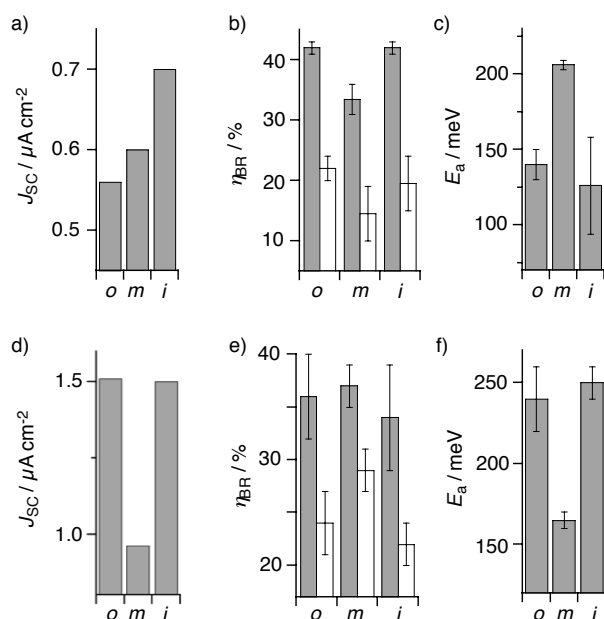 a)
J_SC / μA cm⁻²
0.7
0.6
0.5
o m i
b)
η_BR / %
40
30
20
10
o m i
c)
E_a / meV
200
150
100
o m i
d)
J_SC / μA cm⁻²
1.5
1.0
o m i
e)
η_BR / %
40
30
20
o m i
f)
E_a / meV
250
200
150
o m i